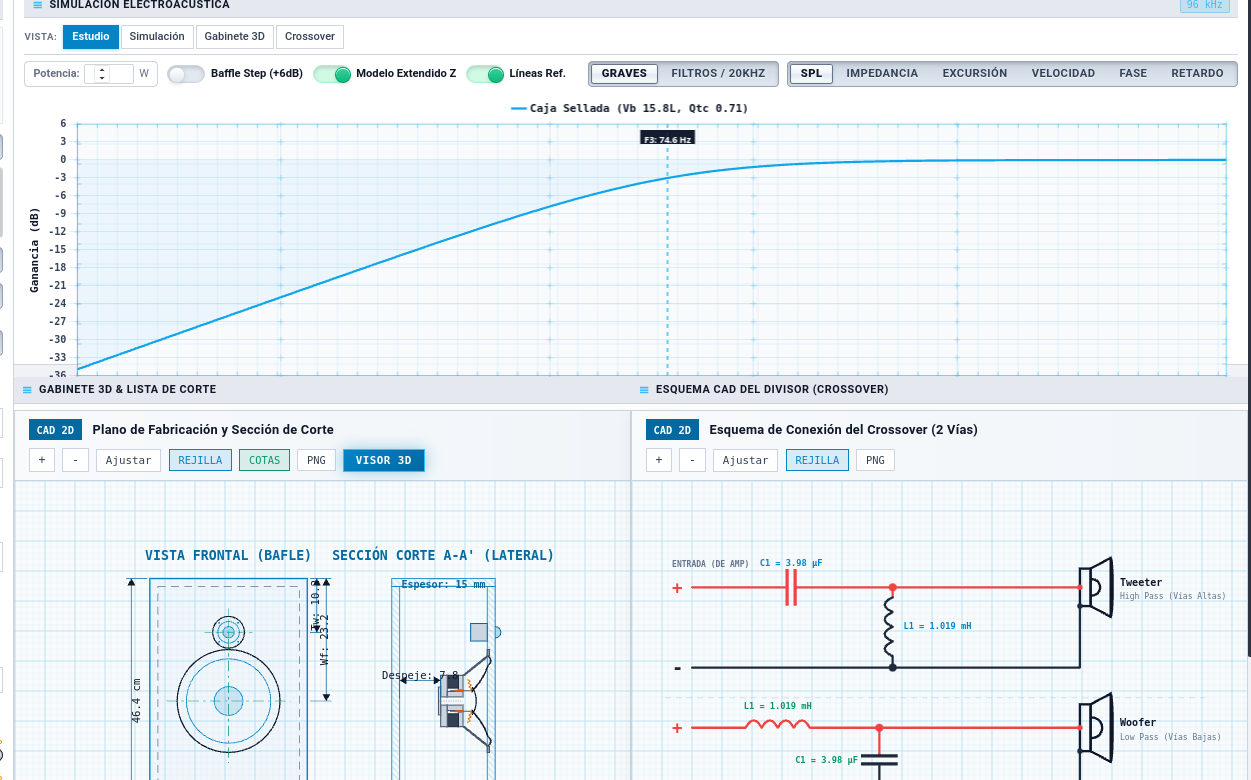 SIMULACIÓN ELECTROACÚSTICA
96 kHz
VISTA: Estudio Simulación Gabinete 3D Crossover
Potencia: W Baffle Step (+6dB) Modelo Extendido Z Líneas Ref. GRAVES FILTROS / 20KHZ SPL IMPEDANCIA EXCURSIÓN VELOCIDAD FASE RETARDO
Caja Sellada (Vb 15.8L, Qtc 0.71)
F3: 74.6 Hz
Ganancia (dB)
6
3
0
-3
-6
-9
-12
-15
-18
-21
-24
-27
-30
-33
-36
GABINETE 3D & LISTA DE CORTE
CAD 2D Plano de Fabricación y Sección de Corte
+ - Ajustar REJILLA COTAS PNG VISOR 3D
VISTA FRONTAL (BAFLE) SECCIÓN CORTE A-A' (LATERAL)
Espesor: 15 mm
Wf: 23.2
Despeje: 7.8
46.4 cm
ESQUEMA CAD DEL DIVISOR (CROSSOVER)
CAD 2D Esquema de Conexión del Crossover (2 Vías)
+ - Ajustar REJILLA PNG
ENTRADA (DE AMP) C1 = 3.98 µF
+
Tweeter
High Pass (Vías Altas)
L1 = 1.019 mH
-
L1 = 1.019 mH
+
Woofer
Low Pass (Vías Bajas)
C1 = 3.98 µF